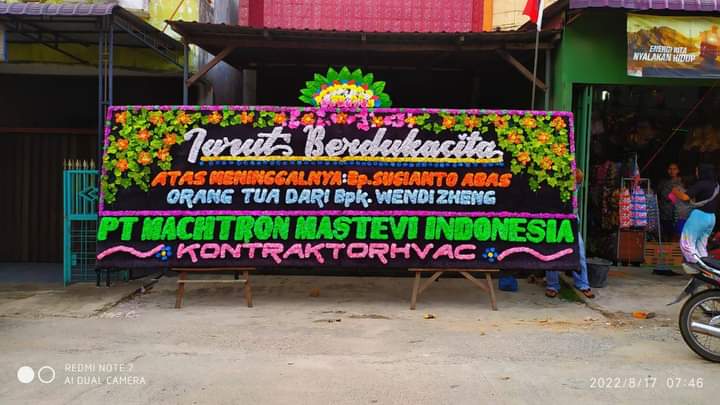 ENERGI KITA
NYALAKAN HIDUP
Turut Berdukacita
ATAS MENINGGALNYA: Bp. SUGIANTO ABAS
ORANG TUA DARI Bpk. WENDI ZHENG
PT MACHTRON MASTEVI INDONESIA
KONTRAKTOR HVAC
REDMI NOTE 7
AI DUAL CAMERA
2022/8/17 07:46